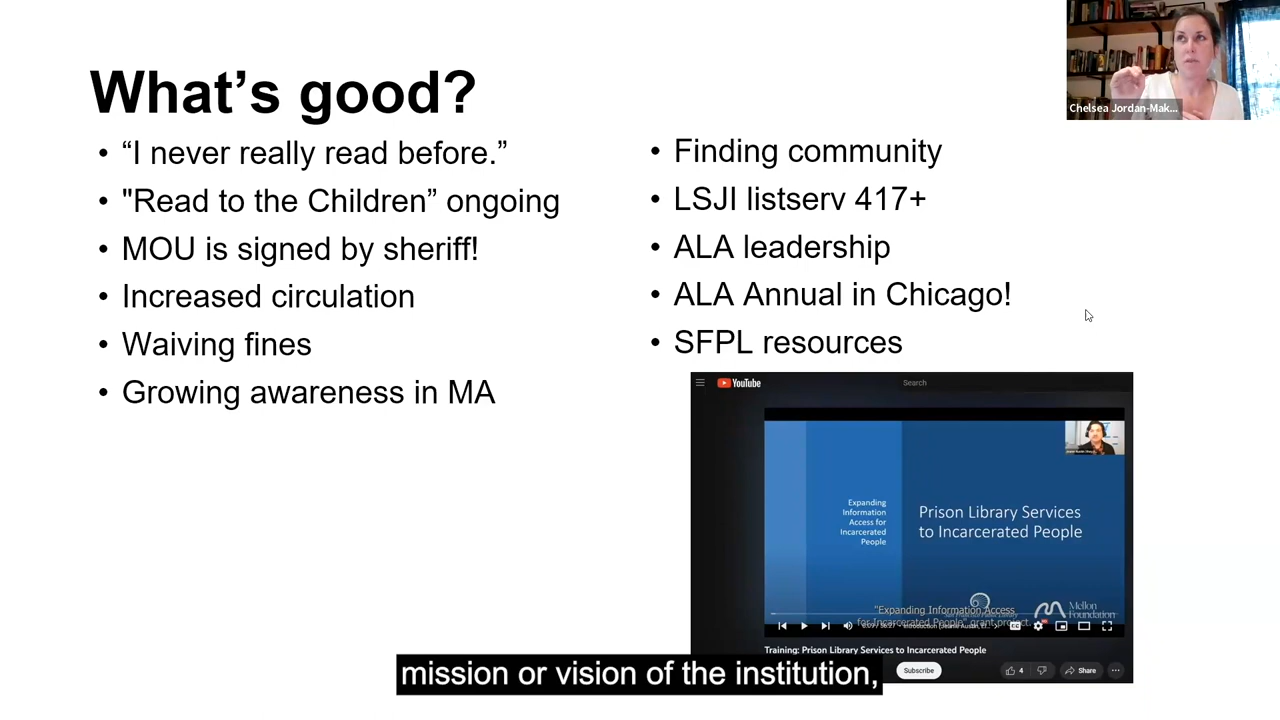 What’s good?
• “I never really read before.”
• "Read to the Children” ongoing
• MOU is signed by sheriff!
• Increased circulation
• Waiving fines
• Growing awareness in MA
• Finding community
• LSJI listserv 417+
• ALA leadership
• ALA Annual in Chicago!
• SFPL resources
Chelsea Jordan-Mak...
YouTube
Search
Expanding
Information
Access for
Incarcerated
People
Prison Library Services
to Incarcerated People
Mellon
Foundation
“Expanding Information Access
for Incarcerated People” grant project.
Training: Prison Library Services to Incarcerated People
Subscribe
4
Share
mission or vision of the institution,